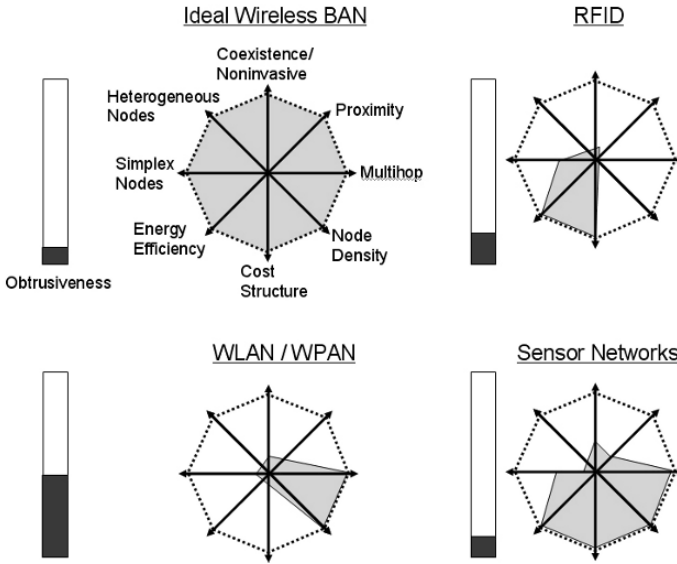 Ideal Wireless BAN
RFID
Coexistence/
Noninvasive
Heterogeneous
Nodes
Proximity
Simplex
Nodes
Multihop
Energy
Efficiency
Node
Density
Cost
Structure
Obtrusiveness
WLAN / WPAN
Sensor Networks